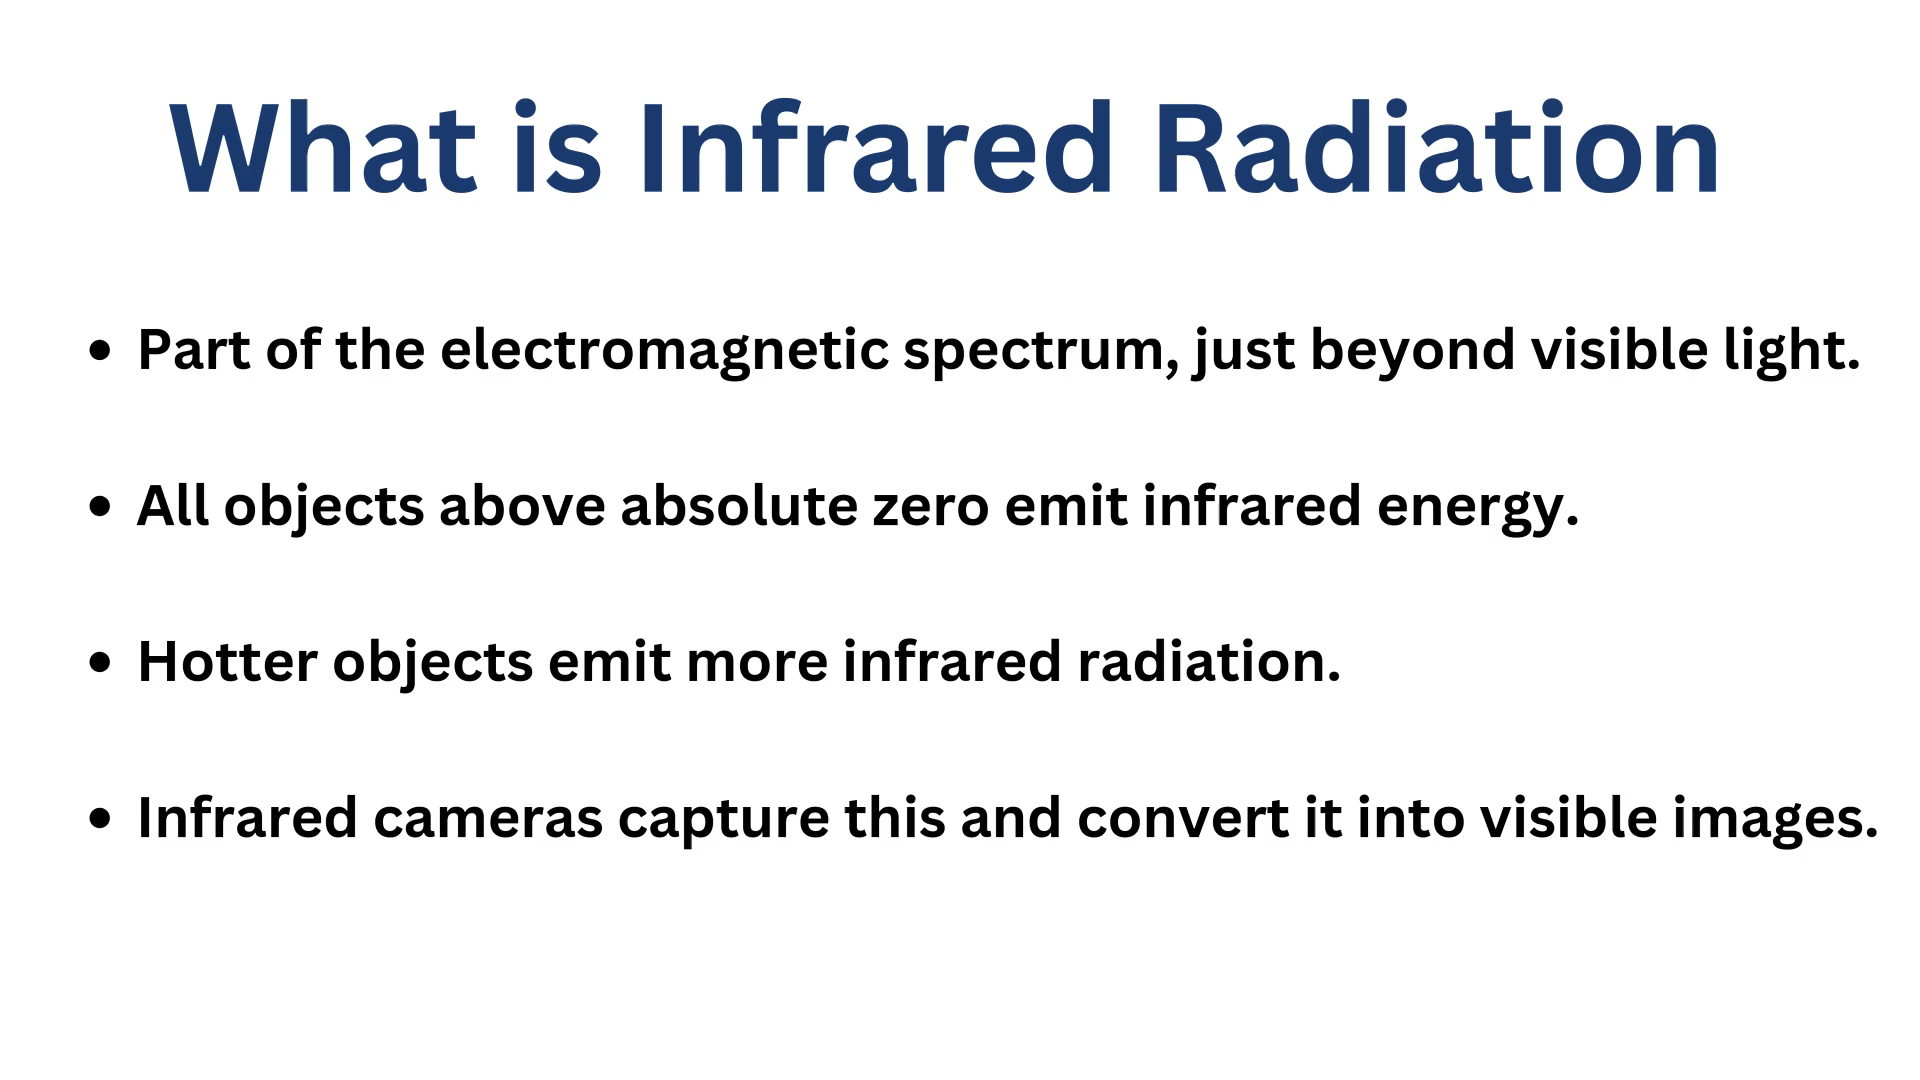 What is Infrared Radiation
• Part of the electromagnetic spectrum, just beyond visible light.
• All objects above absolute zero emit infrared energy.
• Hotter objects emit more infrared radiation.
• Infrared cameras capture this and convert it into visible images.